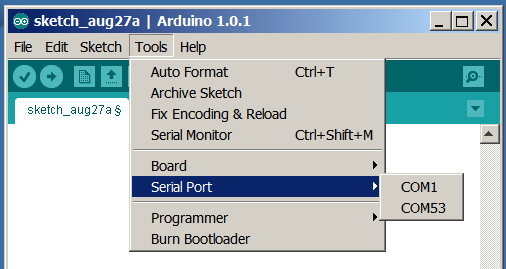 sketch_aug27a | Arduino 1.0.1
File Edit Sketch Tools Help
sketch_aug27a §
Auto Format Ctrl+T
Archive Sketch
Fix Encoding & Reload
Serial Monitor Ctrl+Shift+M
Board
Serial Port
COM1
COM53
Programmer
Burn Bootloader